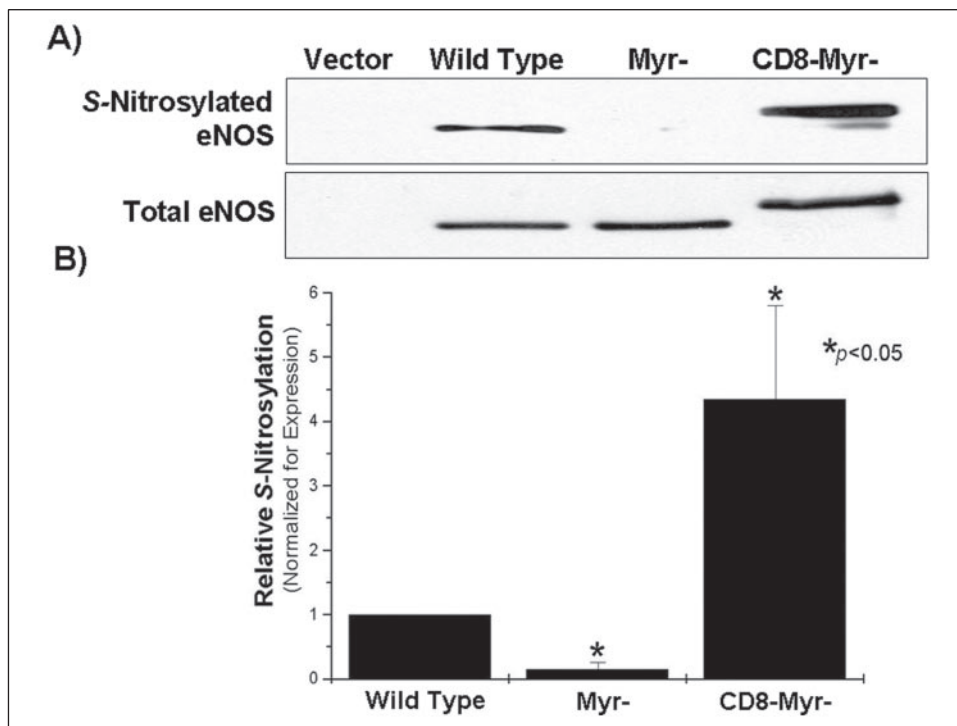 A)
Vector Wild Type Myr- CD8-Myr-
S-Nitrosylated
eNOS
Total eNOS
B)
Relative S-Nitrosylation
(Normalized for Expression)
6
5
4
3
2
1
0
*
*
*p<0.05
Wild Type Myr- CD8-Myr-